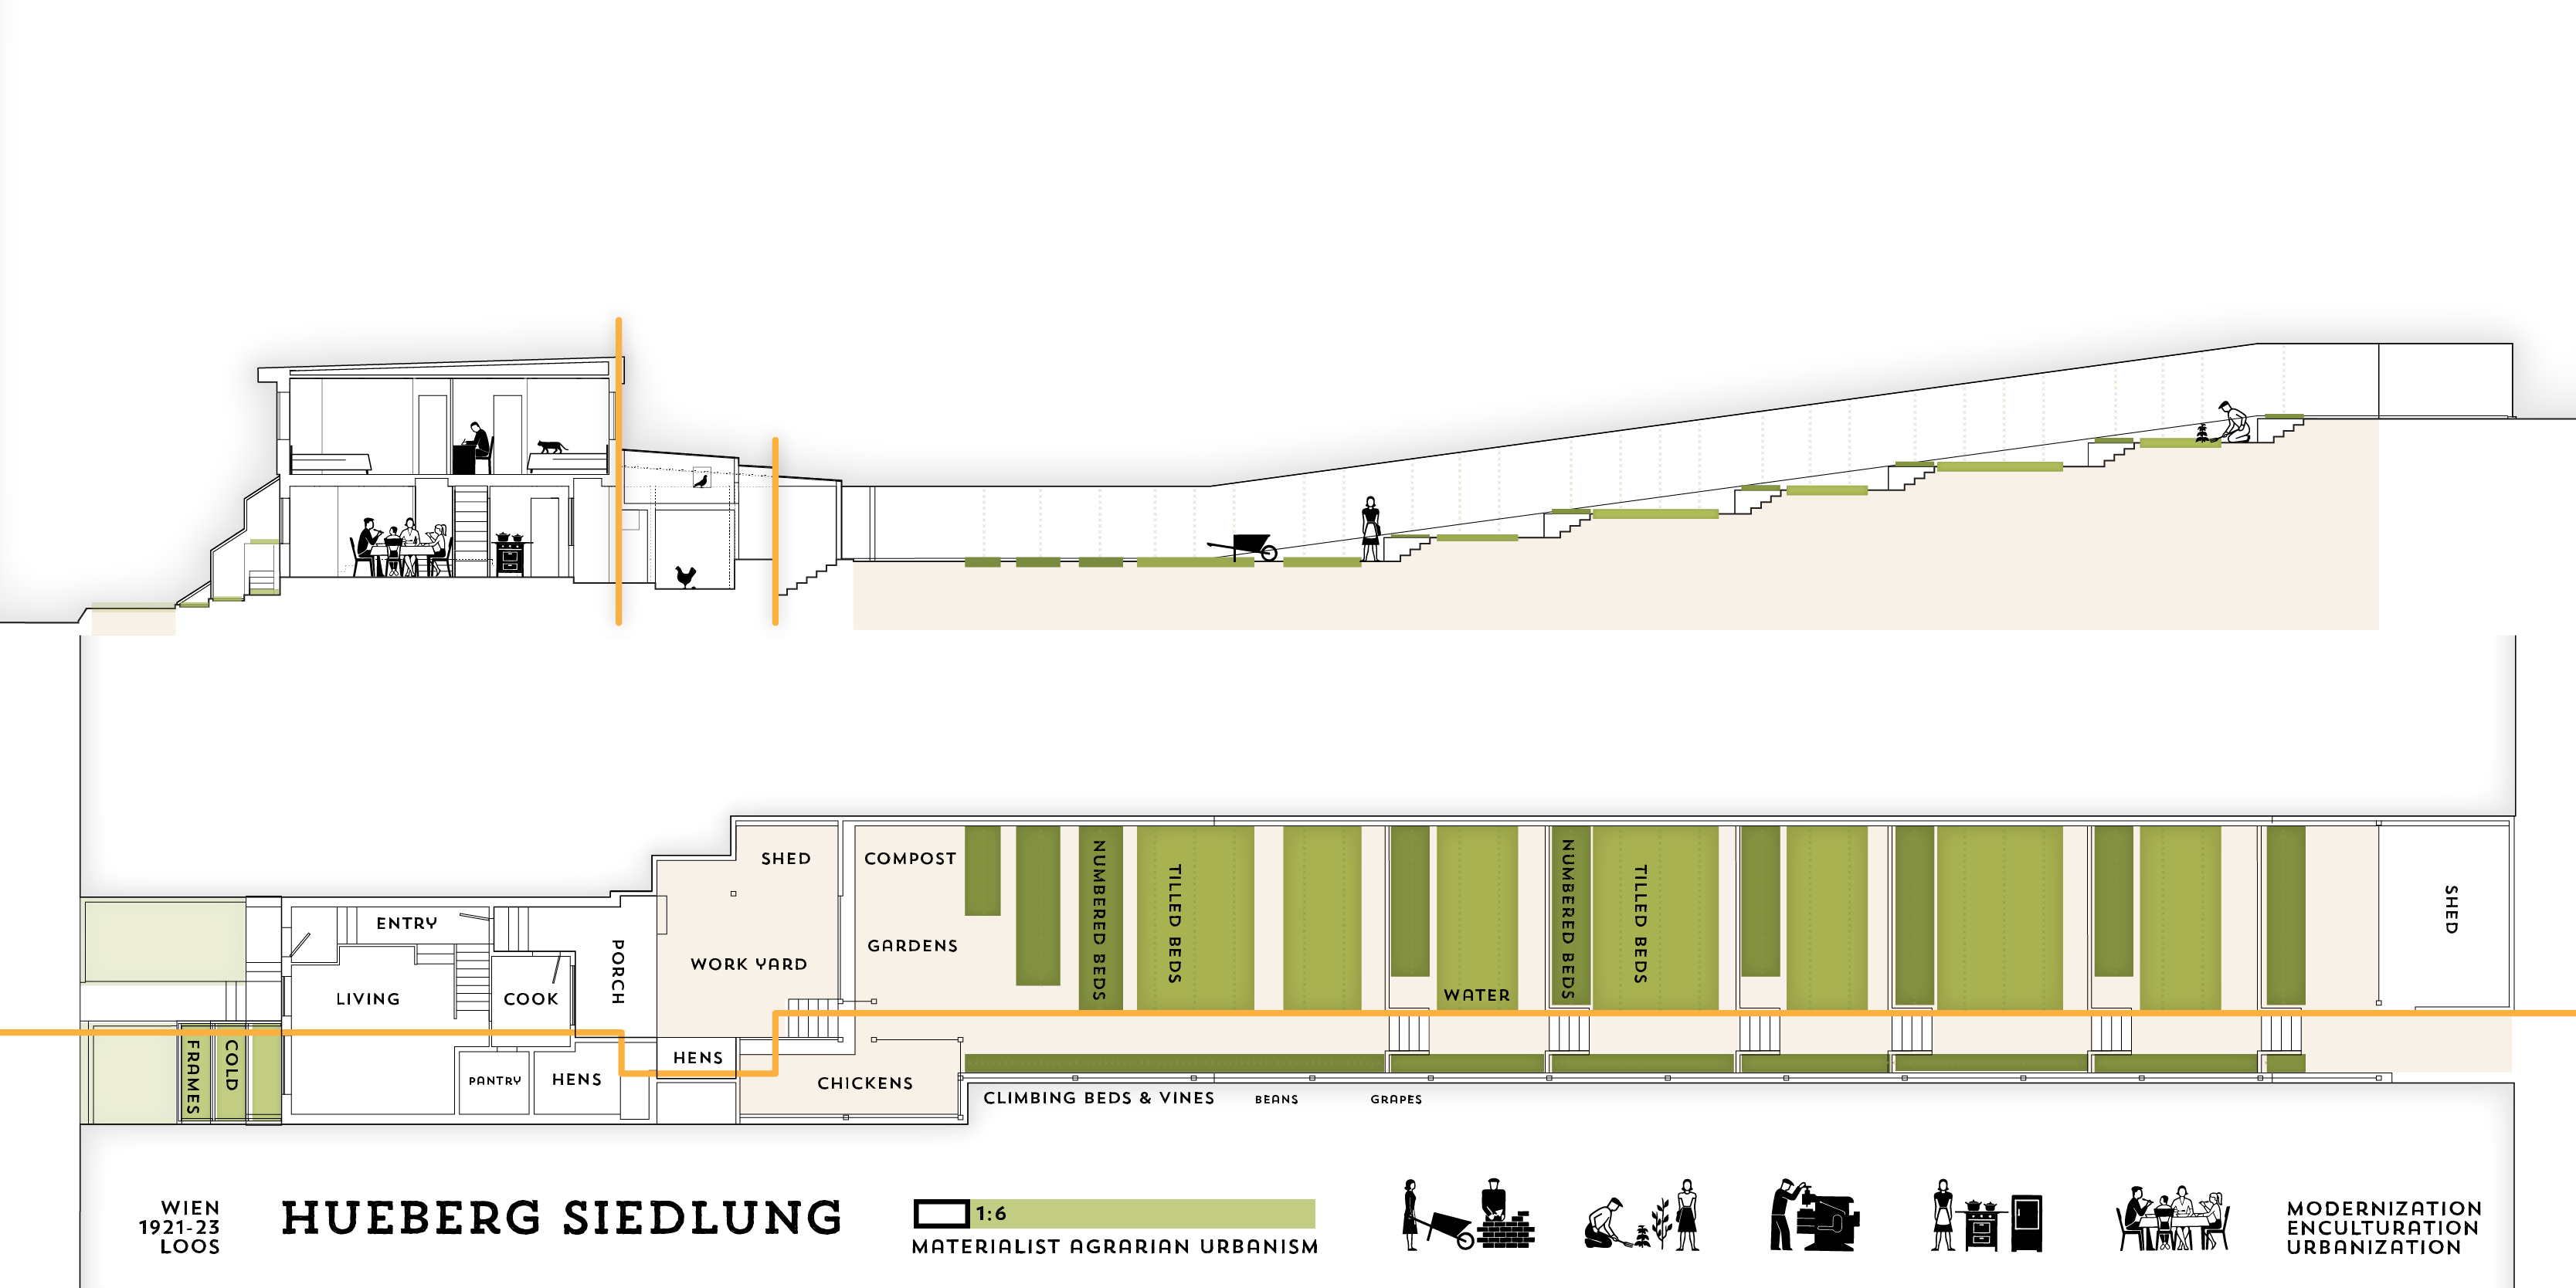 SHED
COMPOST
NUMBERED BEDS
TILLED BEDS
NUMBERED BEDS
TILLED BEDS
SHED
ENTRY
GARDENS
PORCH
WORK YARD
LIVING
COOK
WATER
FRAMES
COLD
HENS
PANTRY
HENS
CHICKENS
CLIMBING BEDS & VINES
BEANS
GRAPES
WIEN
1921-23
LOOS
HUEBERG SIEDLUNG
1:6
MATERIALIST AGRARIAN URBANISM
MODERNIZATION
ENCULTURATION
URBANIZATION